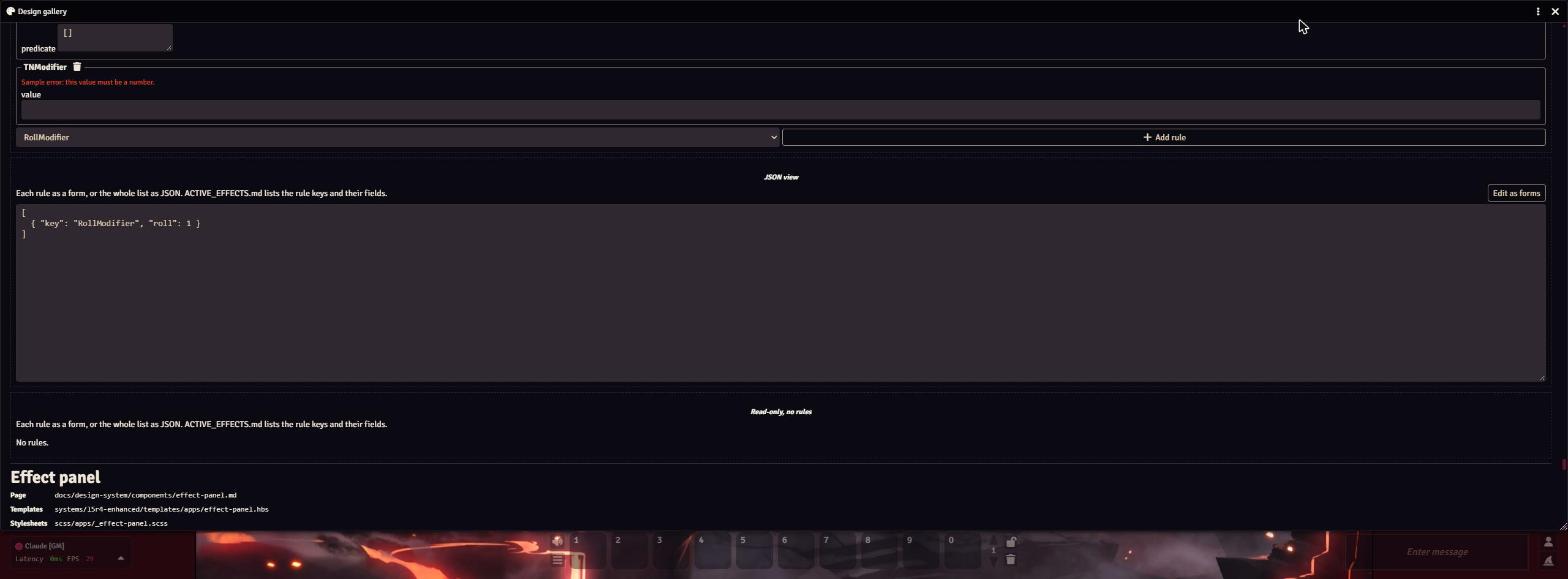 Design gallery
[]
predicate
TNModifier
Sample error: this value must be a number.
value
RollModifier
Add rule
JSON view
Each rule as a form, or the whole list as JSON. ACTIVE_EFFECTS.md lists the rule keys and their fields.
Edit as forms
[
{ "key": "RollModifier", "roll": 1 }
]
Read-only, no rules
Each rule as a form, or the whole list as JSON. ACTIVE_EFFECTS.md lists the rule keys and their fields.
No rules.
Effect panel
Page docs/design-system/components/effect-panel.md
Templates systems/l5r4-enhanced/templates/apps/effect-panel.hbs
Stylesheets scss/apps/_effect-panel.scss
Claude [GM]
Latency 0ms FPS 29
1 2 3 4 5 6 7 8 9 0
1
Enter message